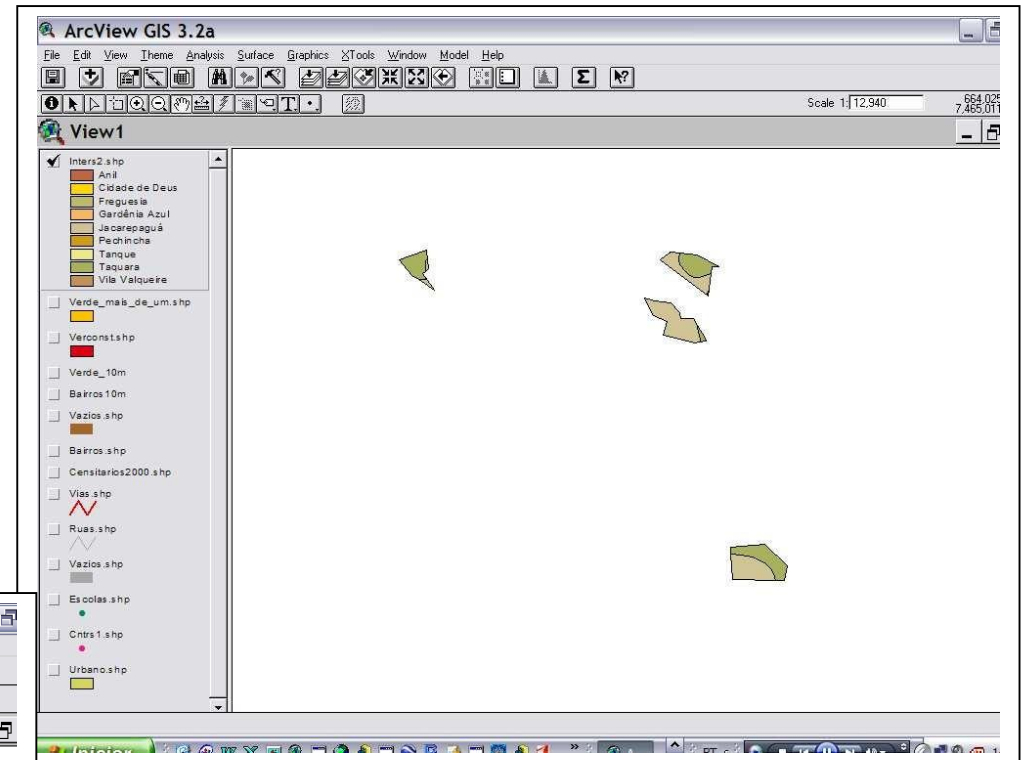 ArcView GIS 3.2a
File Edit View Theme Analysis Surface Graphics XTools Window Model Help
Scale 1: 12,940
664,025
7,465,011
View1
Inters2.shp
Anil
Cidade de Deus
Freguesia
Gardênia Azul
Jacarepaguá
Pechincha
Tanque
Taquara
Vila Valqueire
Verde_mais_de_um.shp
Verconst.shp
Verde_10m
Bairros10m
Vazios.shp
Bairros.shp
Censitarios2000.shp
Vias.shp
Ruas.shp
Vazios.shp
Escolas.shp
Cntrs1.shp
Urbano.shp
Iniciar
PT